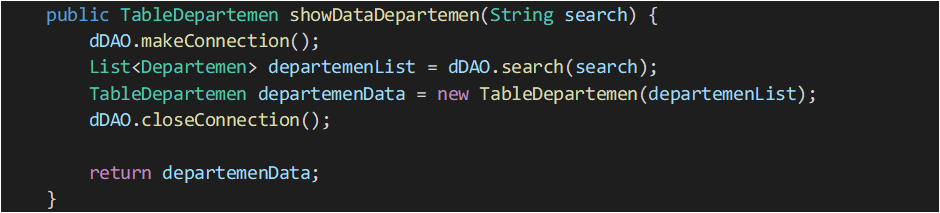 public TableDepartemen showDataDepartemen(String search) {
dDAO.makeConnection();
List<Departemen> departemenList = dDAO.search(search);
TableDepartemen departemenData = new TableDepartemen(departemenList);
dDAO.closeConnection();
return departemenData;
}